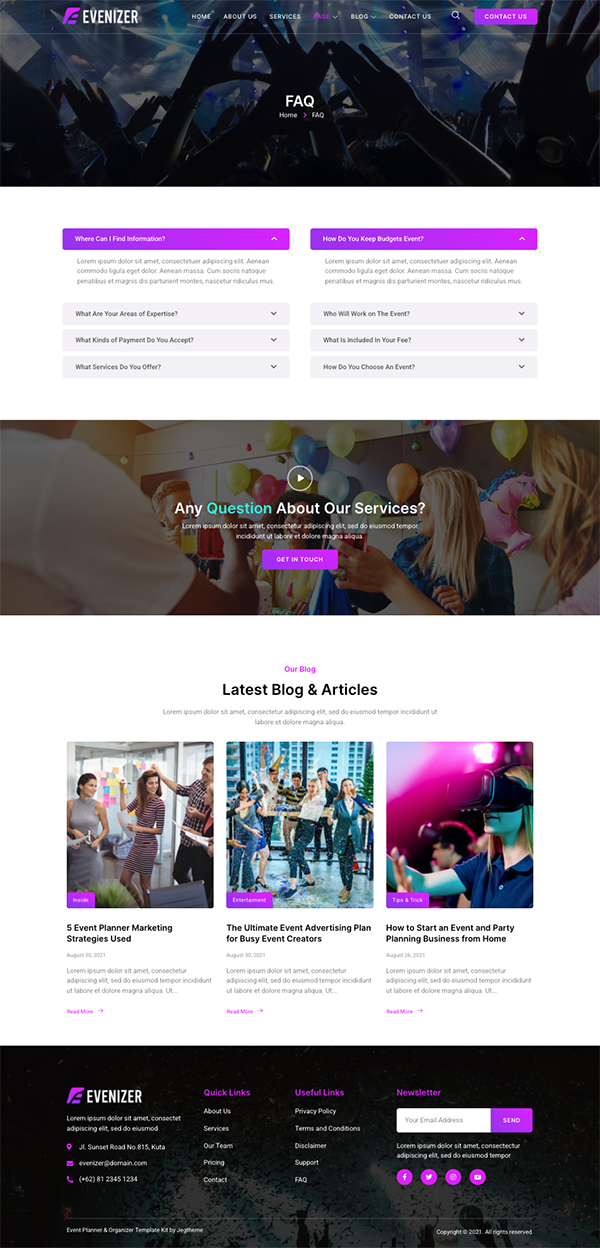 EVENIZER
HOME ABOUT US SERVICES PAGE BLOG CONTACT US CONTACT US
FAQ
Home FAQ
Where Can I Find Information?
Lorem ipsum dolor sit amet, consectetuer adipiscing elit. Aenean
commodo ligula eget dolor. Aenean massa. Cum sociis natoque
penatibus et magnis dis parturient montes, nascetur ridiculus mus.
What Are Your Areas of Expertise?
What Kinds of Payment Do You Accept?
What Services Do You Offer?
How Do You Keep Budgets Event?
Lorem ipsum dolor sit amet, consectetuer adipiscing elit. Aenean
commodo ligula eget dolor. Aenean massa. Cum sociis natoque
penatibus et magnis dis parturient montes, nascetur ridiculus mus.
Who Will Work on The Event?
What Is Included In Your Fee?
How Do You Choose An Event?
Any Question About Our Services?
Lorem ipsum dolor sit amet, consectetur adipiscing elit, sed do eiusmod tempor
incididunt ut labore et dolore magna aliqua.
GET IN TOUCH
Our Blog
Latest Blog & Articles
Lorem ipsum dolor sit amet, consectetur adipiscing elit, sed do eiusmod tempor incididunt ut
labore et dolore magna aliqua.
Inside
5 Event Planner Marketing
Strategies Used
August 30, 2021
Lorem ipsum dolor sit amet, consectetur
adipiscing elit, sed do eiusmod tempor incididunt
ut labore et dolore magna aliqua. Ut...
Read More
Entertaiment
The Ultimate Event Advertising Plan
for Busy Event Creators
August 30, 2021
Lorem ipsum dolor sit amet, consectetur
adipiscing elit, sed do eiusmod tempor incididunt
ut labore et dolore magna aliqua. Ut...
Read More
Tips & Trick
How to Start an Event and Party
Planning Business from Home
August 26, 2021
Lorem ipsum dolor sit amet, consectetur
adipiscing elit, sed do eiusmod tempor incididunt
ut labore et dolore magna aliqua. Ut...
Read More
EVENIZER
Lorem ipsum dolor sit amet, consectet
adipiscing elit, sed do eiusmod
Jl. Sunset Road No.815, Kuta
evenizer@domain.com
(+62) 81 2345 1234
Quick Links
About Us
Services
Our Team
Pricing
Contact
Useful Links
Privacy Policy
Terms and Conditions
Disclaimer
Support
FAQ
Newsletter
Your Email Address SEND
Lorem ipsum dolor sit amet, consectectur
adipiscing elit, sed do eiusmod tempor
Event Planner & Organizer Template Kit by Jegtheme
Copyright © 2021. All rights reserved.